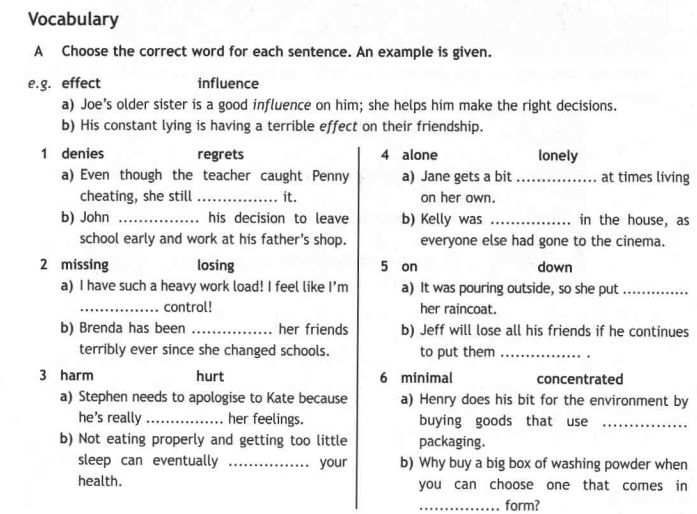 Vocabulary
A Choose the correct word for each sentence. An example is given.
e.g. effect influence
a) Joe's older sister is a good influence on him; she helps him make the right decisions.
b) His constant lying is having a terrible effect on their friendship.
1 denies regrets
a) Even though the teacher caught Penny
cheating, she still ................ it.
b) John ................ his decision to leave
school early and work at his father's shop.
2 missing losing
a) I have such a heavy work load! I feel like I'm
................ control!
b) Brenda has been ................ her friends
terribly ever since she changed schools.
3 harm hurt
a) Stephen needs to apologise to Kate because
he's really ................ her feelings.
b) Not eating properly and getting too little
sleep can eventually ................ your
health.
4 alone lonely
a) Jane gets a bit ................ at times living
on her own.
b) Kelly was ................ in the house, as
everyone else had gone to the cinema.
5 on down
a) It was pouring outside, so she put ..............
her raincoat.
b) Jeff will lose all his friends if he continues
to put them ................ .
6 minimal concentrated
a) Henry does his bit for the environment by
buying goods that use ................
packaging.
b) Why buy a big box of washing powder when
you can choose one that comes in
................ form?